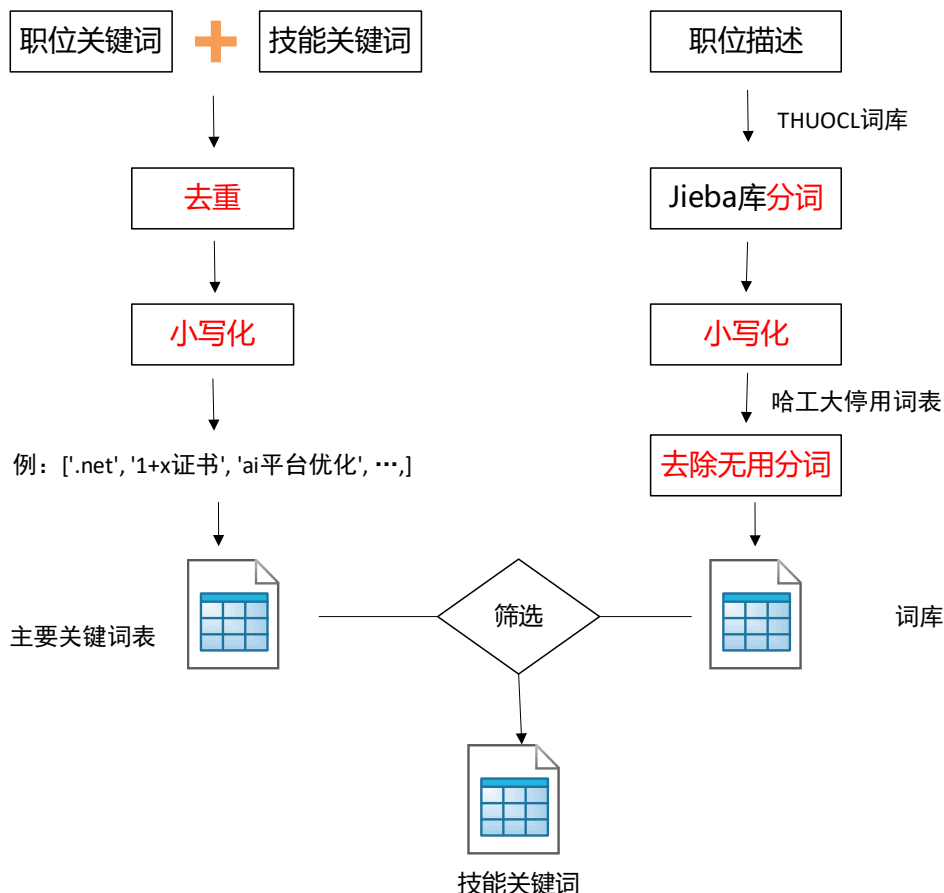 职位关键词
技能关键词
职位描述
THUOCL词库
去重
Jieba库分词
小写化
小写化
哈工大停用词表
例：['.net', '1+x证书', 'ai平台优化', ···,]
去除无用分词
筛选
词库
主要关键词表
技能关键词